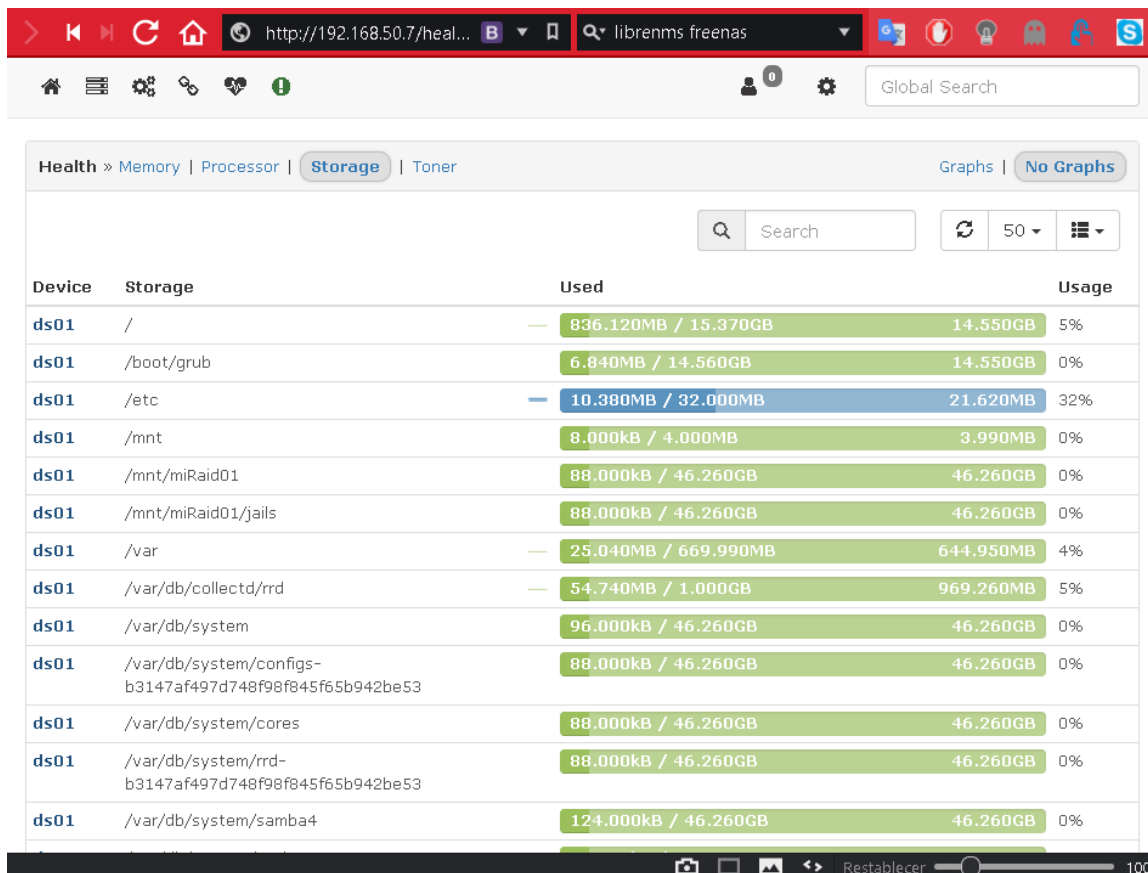 http://192.168.50.7/heal... B librenms freenas
0 Global Search
Health » Memory | Processor | Storage | Toner Graphs | No Graphs
Search 50
Device Storage Used Usage
ds01 / 836.120MB / 15.370GB 14.550GB 5%
ds01 /boot/grub 6.840MB / 14.560GB 14.550GB 0%
ds01 /etc 10.380MB / 32.000MB 21.620MB 32%
ds01 /mnt 8.000kB / 4.000MB 3.990MB 0%
ds01 /mnt/miRaid01 88.000kB / 46.260GB 46.260GB 0%
ds01 /mnt/miRaid01/jails 88.000kB / 46.260GB 46.260GB 0%
ds01 /var 25.040MB / 669.990MB 644.950MB 4%
ds01 /var/db/collectd/rrd 54.740MB / 1.000GB 969.260MB 5%
ds01 /var/db/system 96.000kB / 46.260GB 46.260GB 0%
ds01 /var/db/system/configs- 88.000kB / 46.260GB 46.260GB 0%
b3147af497d748f98f845f65b942be53
ds01 /var/db/system/cores 88.000kB / 46.260GB 46.260GB 0%
ds01 /var/db/system/rrd- 88.000kB / 46.260GB 46.260GB 0%
b3147af497d748f98f845f65b942be53
ds01 /var/db/system/samba4 124.000kB / 46.260GB 46.260GB 0%
Restablecer 100